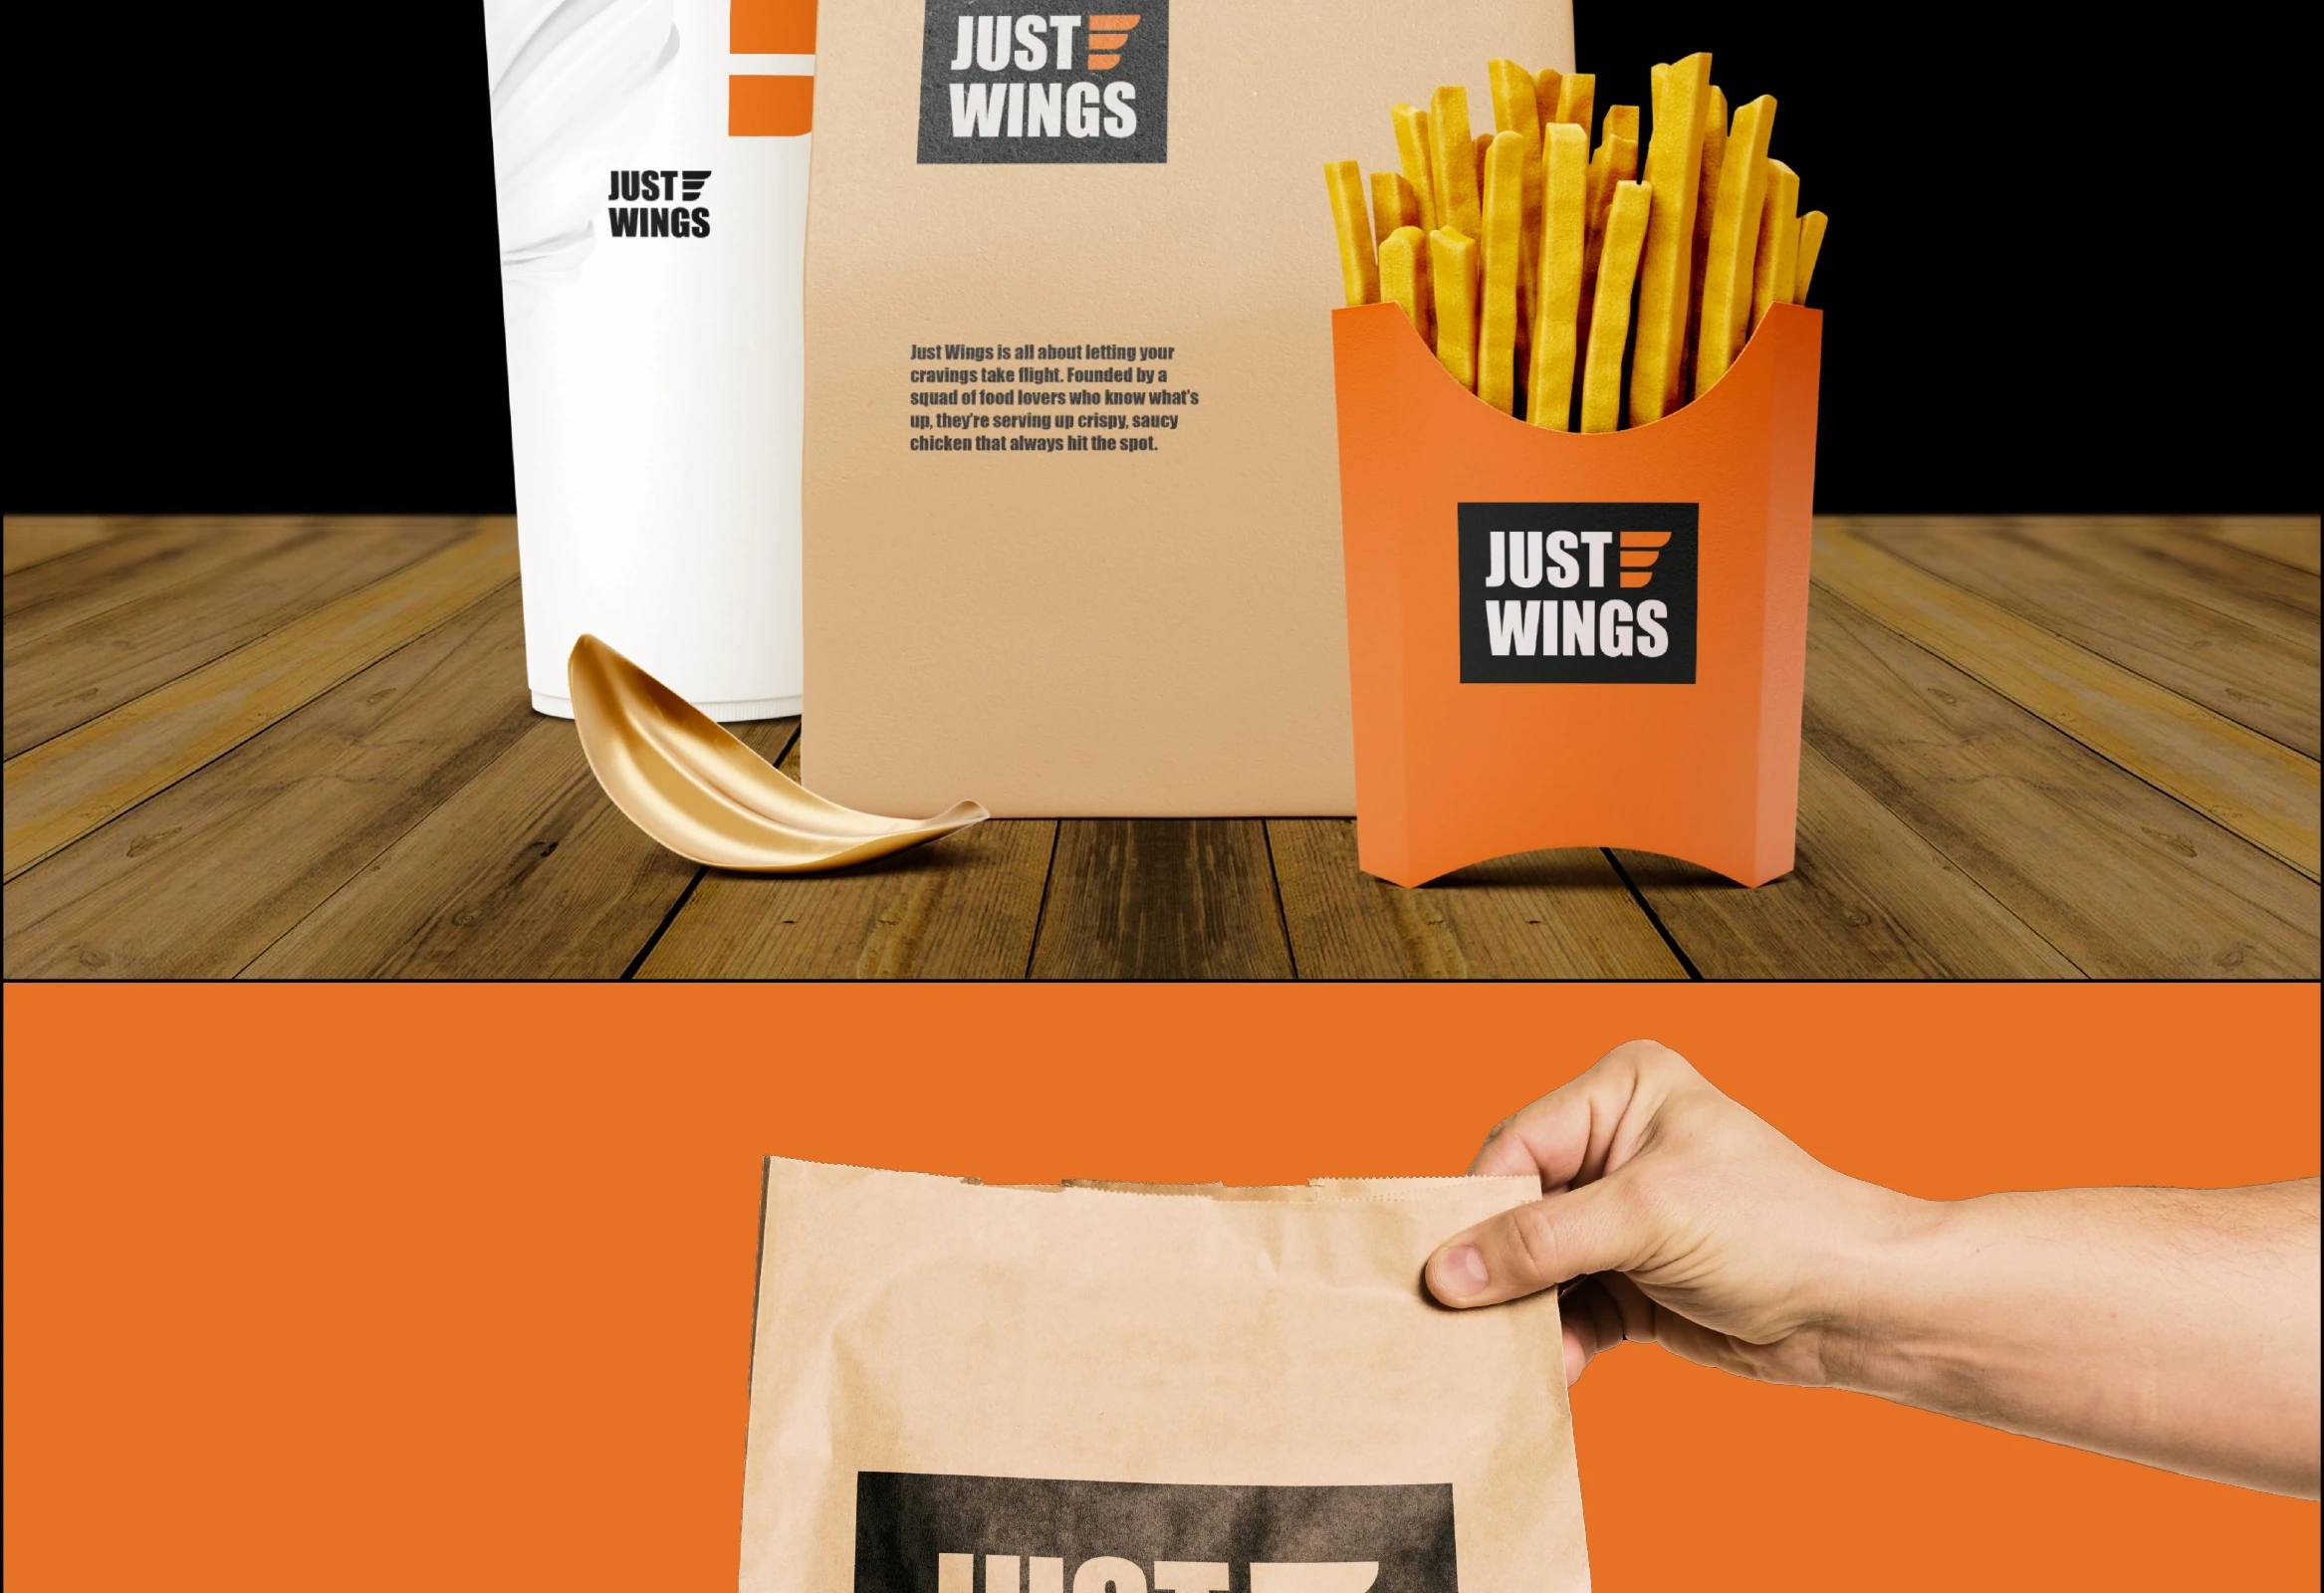 JUST
WINGS
JUST
WINGS
Just Wings is all about letting your
cravings take flight. Founded by a
squad of food lovers who know what's
up, they're serving up crispy, saucy
chicken that always hit the spot.
JUST
WINGS
JUST